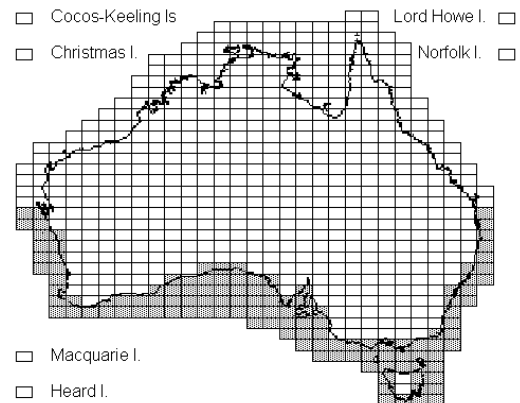 Cocos-Keeling Is
Lord Howe I.
Christmas I.
Norfolk I.
Macquarie I.
Heard I.